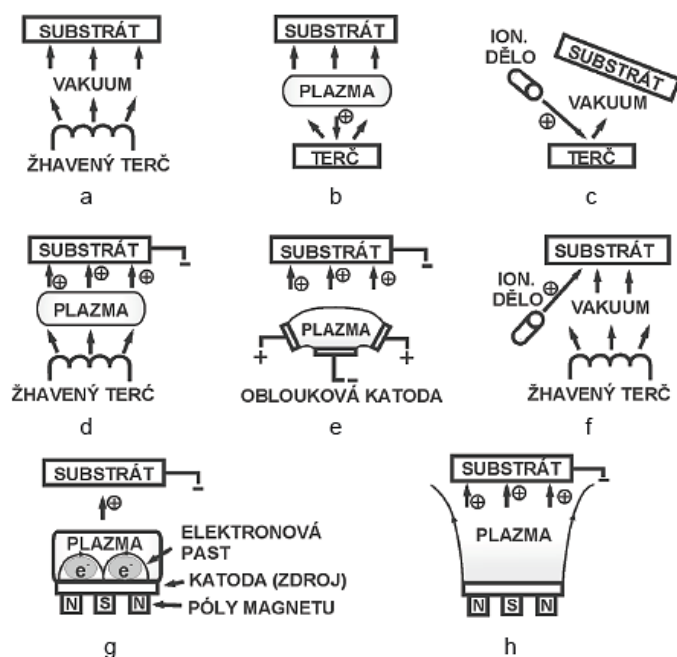 SUBSTRÁT
VAKUUM
ŽHAVENÝ TERČ
a
SUBSTRÁT
PLAZMA
⊕
TERČ
b
ION.
DĚLO
SUBSTRÁT
VAKUUM
⊕
TERČ
c
SUBSTRÁT
-
⊕ ⊕ ⊕
PLAZMA
ŽHAVENÝ TERČ
d
SUBSTRÁT
-
⊕ ⊕ ⊕
PLAZMA
+ - +
OBLOUKOVÁ KATODA
e
SUBSTRÁT
ION. ⊕
DĚLO
VAKUUM
ŽHAVENÝ TERČ
f
SUBSTRÁT
-
⊕
PLAZMA
e- e-
ELEKTRONOVÁ
PAST
KATODA (ZDROJ)
N S N
PÓLY MAGNETU
g
SUBSTRÁT
-
⊕ ⊕ ⊕
PLAZMA
N S N
h